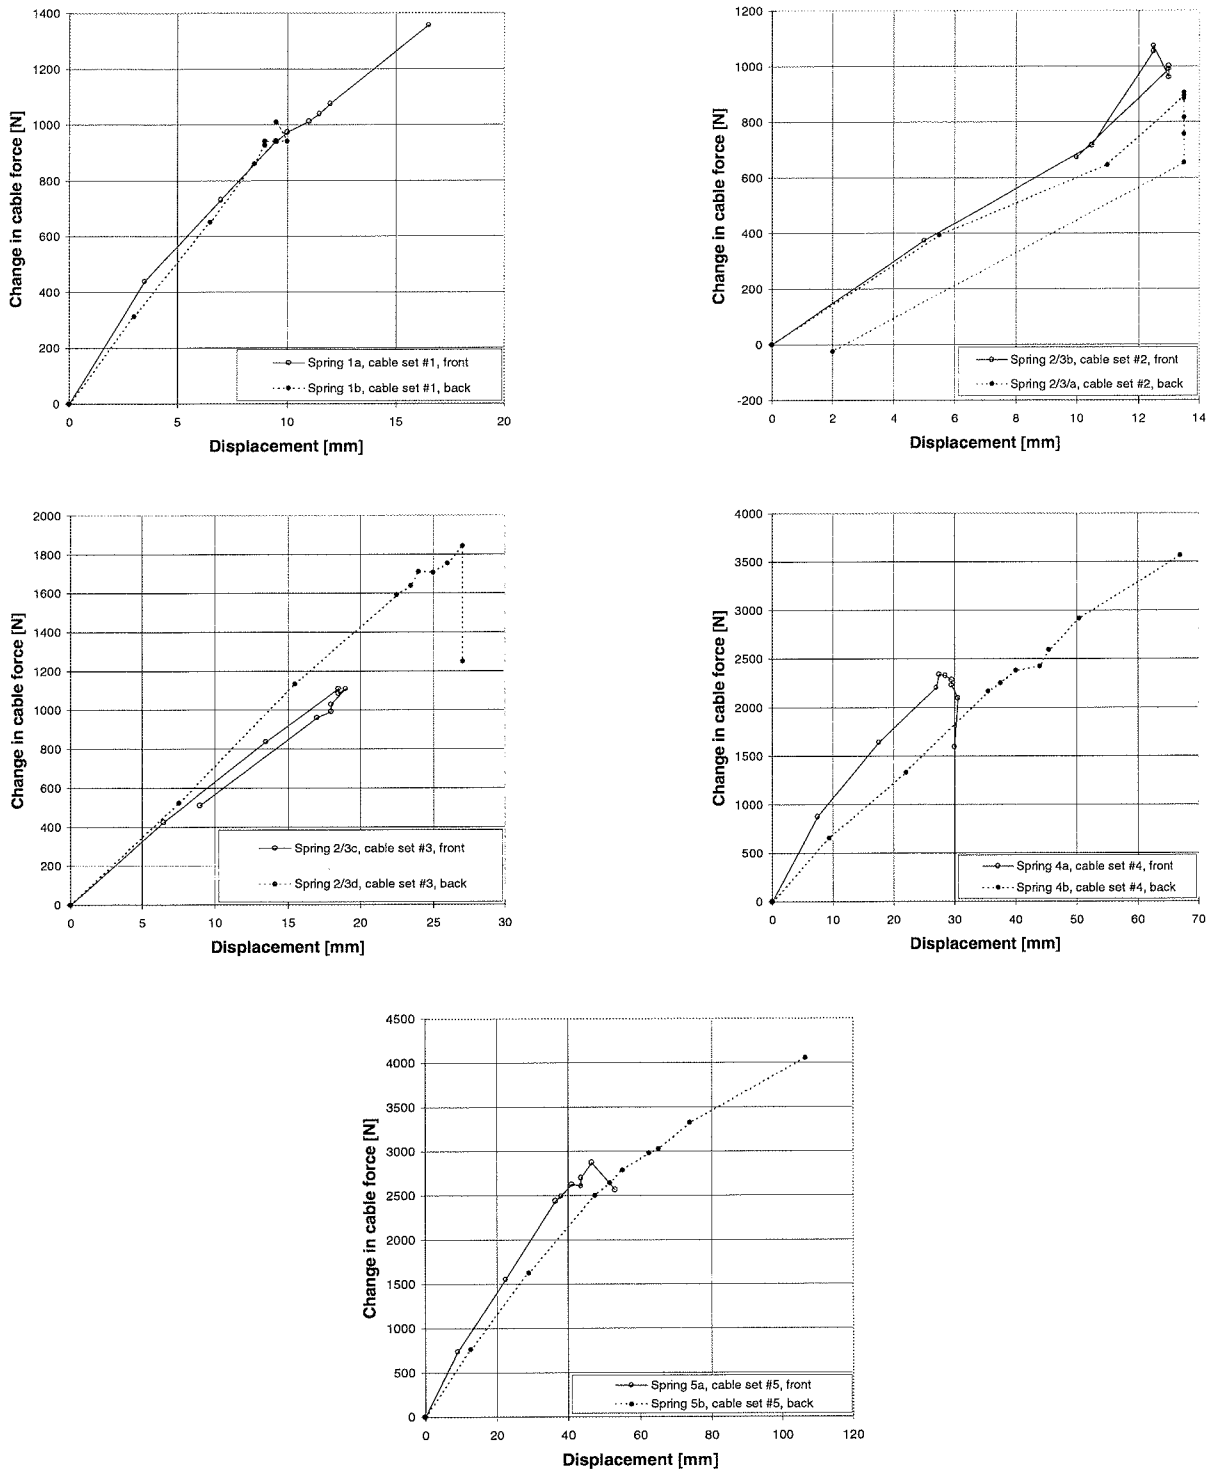 1400
1200
1000
800
600
400
200
0
0 5 10 15 20
Change in cable force [N]
Displacement [mm]
Spring 1a, cable set #1, front
Spring 1b, cable set #1, back
1200
1000
800
600
400
200
0
-200
0 2 4 6 8 10 12 14
Change in cable force [N]
Displacement [mm]
Spring 2/3b, cable set #2, front
Spring 2/3/a, cable set #2, back
2000
1800
1600
1400
1200
1000
800
600
400
200
0
0 5 10 15 20 25 30
Change in cable force [N]
Displacement [mm]
Spring 2/3c, cable set #3, front
Spring 2/3d, cable set #3, back
4000
3500
3000
2500
2000
1500
1000
500
0
0 10 20 30 40 50 60 70
Change in cable force [N]
Displacement [mm]
Spring 4a, cable set #4, front
Spring 4b, cable set #4, back
4500
4000
3500
3000
2500
2000
1500
1000
500
0
0 20 40 60 80 100 120
Change in cable force [N]
Displacement [mm]
Spring 5a, cable set #5, front
Spring 5b, cable set #5, back